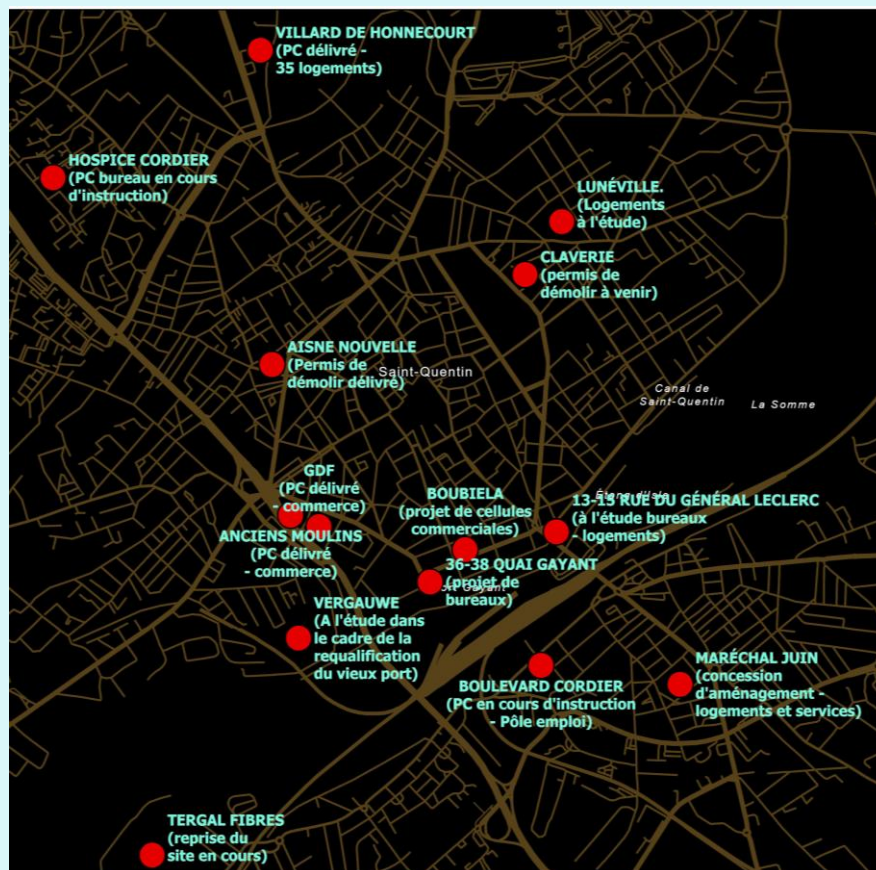 VILLARD DE HONNECOURT
(PC délivré -
35 logements)
HOSPICE CORDIER
(PC bureau en cours
d'instruction)
LUNÉVILLE.
(Logements
à l'étude)
CLAVERIE
(permis de
démolir à venir)
AISNE NOUVELLE
(Permis de
démolir délivré)
Saint-Quentin
Canal de
Saint-Quentin
La Somme
GDF
(PC délivré
- commerce)
ANCIENS MOULINS
(PC délivré
- commerce)
BOUBIELA
(projet de cellules
commerciales)
13-15 RUE DU GÉNÉRAL LECLERC
(à l'étude bureaux
- logements)
36-38 QUAI GAYANT
(projet de
bureaux)
VERGAUWE
(A l'étude dans
le cadre de la
requalification
du vieux port)
BOULEVARD CORDIER
(PC en cours d'instruction
- Pôle emploi)
MARÉCHAL JUIN
(concession
d'aménagement -
logements et services)
TERGAL FIBRES
(reprise du
site en cours)